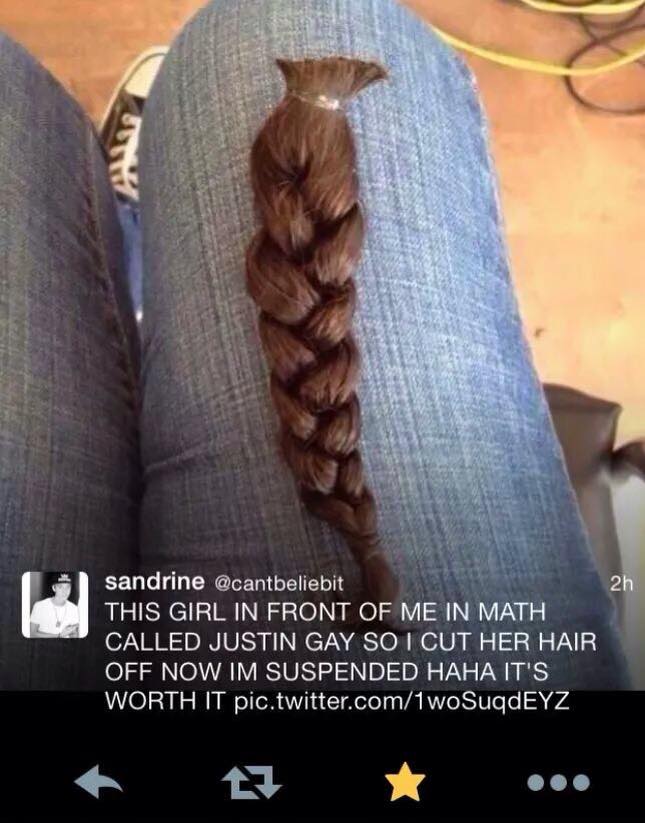 sandrine @cantbeliebit 2h
THIS GIRL IN FRONT OF ME IN MATH
CALLED JUSTIN GAY SO I CUT HER HAIR
OFF NOW IM SUSPENDED HAHA IT'S
WORTH IT pic.twitter.com/1woSuqdEYZ